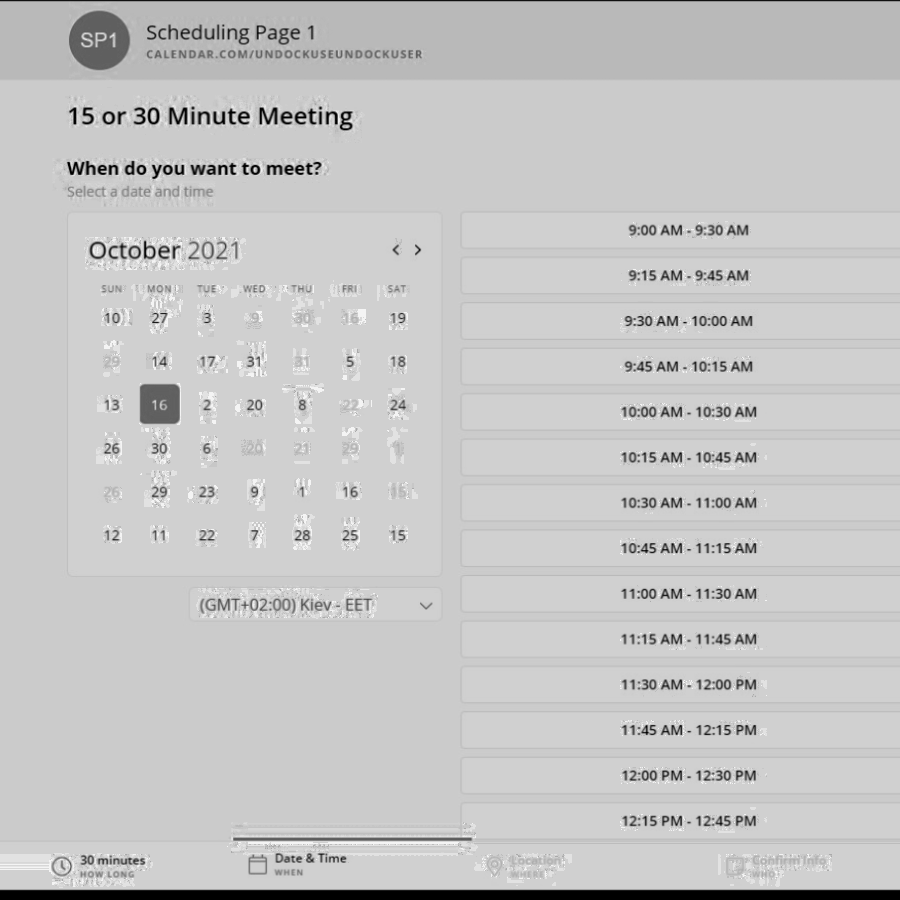 SP1
Scheduling Page 1
CALENDAR.COM/UNDOCKUSEUNDOCKUSER
15 or 30 Minute Meeting
When do you want to meet?
Select a date and time
October 2021
SUN MON TUE WED THU FRI SAT
10 27 3 9 30 16 19
29 14 17 31 31 5 18
13 16 2 20 8 22 24
26 30 6 20 21 29 1
26 29 23 9 1 16 15
12 11 22 7 28 25 15
(GMT+02:00) Kiev - EET
9:00 AM - 9:30 AM
9:15 AM - 9:45 AM
9:30 AM - 10:00 AM
9:45 AM - 10:15 AM
10:00 AM - 10:30 AM
10:15 AM - 10:45 AM
10:30 AM - 11:00 AM
10:45 AM - 11:15 AM
11:00 AM - 11:30 AM
11:15 AM - 11:45 AM
11:30 AM - 12:00 PM
11:45 AM - 12:15 PM
12:00 PM - 12:30 PM
12:15 PM - 12:45 PM
30 minutes
HOW LONG
Date & Time
WHEN
Location
WHERE
Confirm Info
WHO